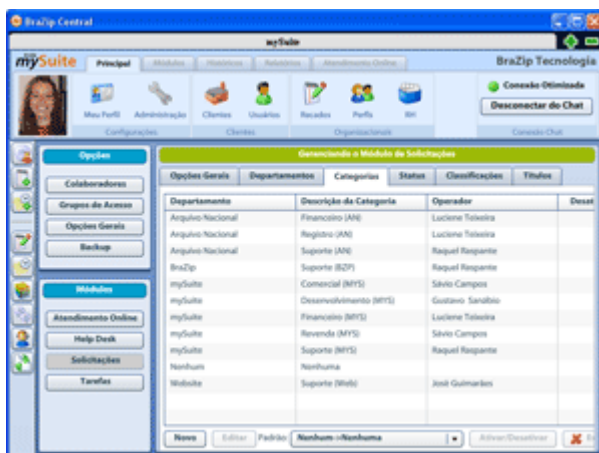 BraZip Central
mySuite
mySuite Principal Módulos Históricos Relatórios Atendimento Online BraZip Tecnologia
Conexão Otimizada
Desconectar do Chat
Meu Perfil Administração Clientes Usuários Recados Perfis RH
Configurações Clientes Organizacionais Conexão Chat
Opções
Colaboradores
Grupos de Acesso
Opções Gerais
Backup
Módulos
Atendimento Online
Help Desk
Solicitações
Tarefas
Gerenciando o Módulo de Solicitações
Opções Gerais Departamentos Categorias Status Classificações Títulos
Departamento Descrição da Categoria Operador Desat
Arquivo Nacional Financeiro (AN) Luciene Teixeira
Arquivo Nacional Registro (AN) Luciene Teixeira
Arquivo Nacional Suporte (AN) Raquel Raspante
BraZip Suporte (BZP) Raquel Raspante
mySuite Comercial (MYS) Sávio Campos
mySuite Desenvolvimento (MYS) Gustavo Sanábio
mySuite Financeiro (MYS) Luciene Teixeira
mySuite Revenda (MYS) Sávio Campos
mySuite Suporte (MYS) Raquel Raspante
Nenhum Nenhuma
Website Suporte (Web) José Guimarães
Novo Editar Padrão Nenhum->Nenhuma Ativar/Desativar